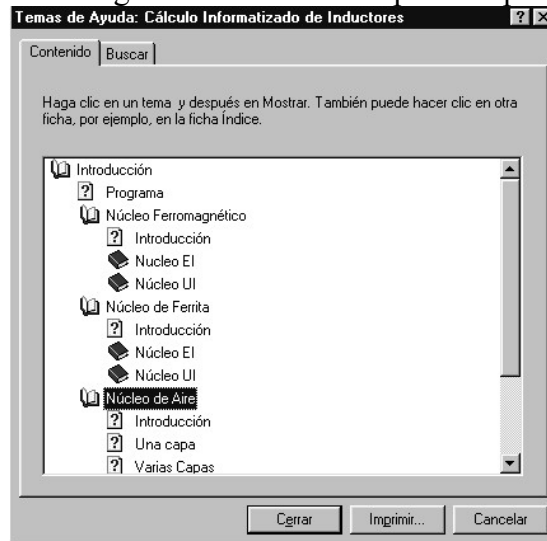 Temas de Ayuda: Cálculo Informatizado de Inductores
Contenido
Buscar
Haga clic en un tema y después en Mostrar. También puede hacer clic en otra
ficha, por ejemplo, en la ficha Índice.
Introducción
Programa
Núcleo Ferromagnético
Introducción
Nucleo EI
Núcleo UI
Núcleo de Ferrita
Introducción
Núcleo EI
Núcleo UI
Núcleo de Aire
Introducción
Una capa
Varias Capas
Cerrar
Imprimir...
Cancelar